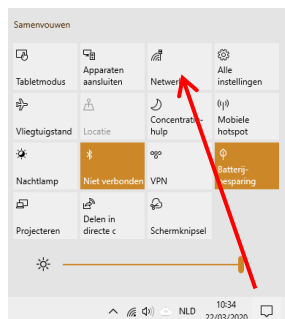 Samenvouwen
Tabletmodus
Apparaten
aansluiten
Netwerk
Alle
instellingen
Vliegtuigstand
Locatie
Concentratie-
hulp
Mobiele
hotspot
Nachtlamp
Niet verbonden
VPN
Batterij-
besparing
Projecteren
Delen in
directe c
Schermknipsel
NLD
10:34
22/03/2020